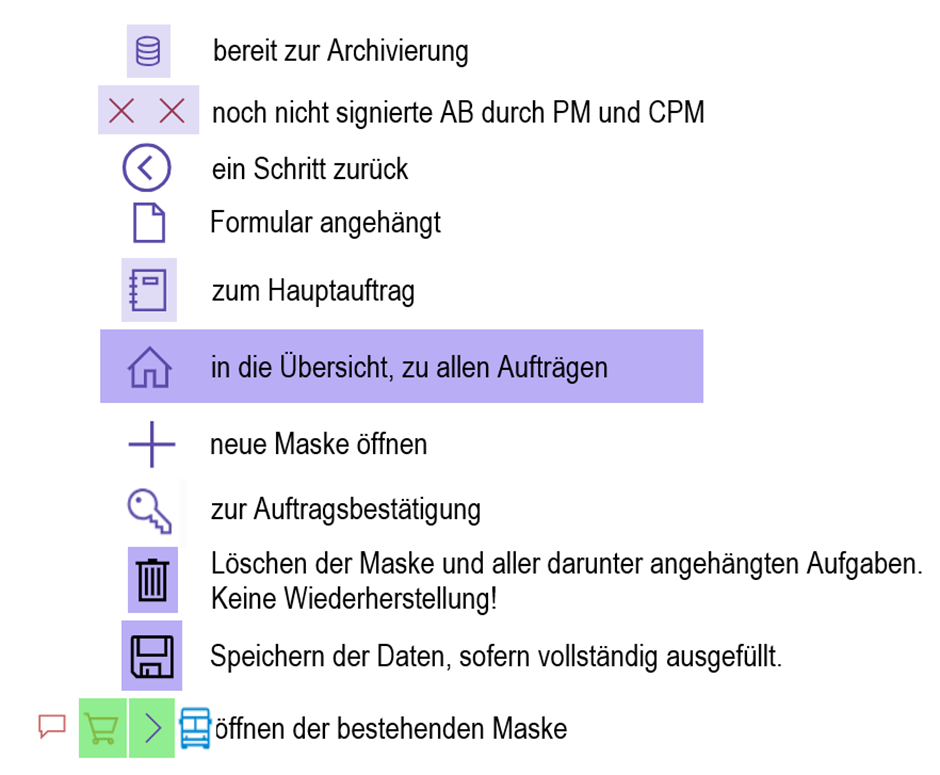 bereit zur Archivierung
noch nicht signierte AB durch PM und CPM
ein Schritt zurück
Formular angehängt
zum Hauptauftrag
in die Übersicht, zu allen Aufträgen
neue Maske öffnen
zur Auftragsbestätigung
Löschen der Maske und aller darunter angehängten Aufgaben.
Keine Wiederherstellung!
Speichern der Daten, sofern vollständig ausgefüllt.
öffnen der bestehenden Maske